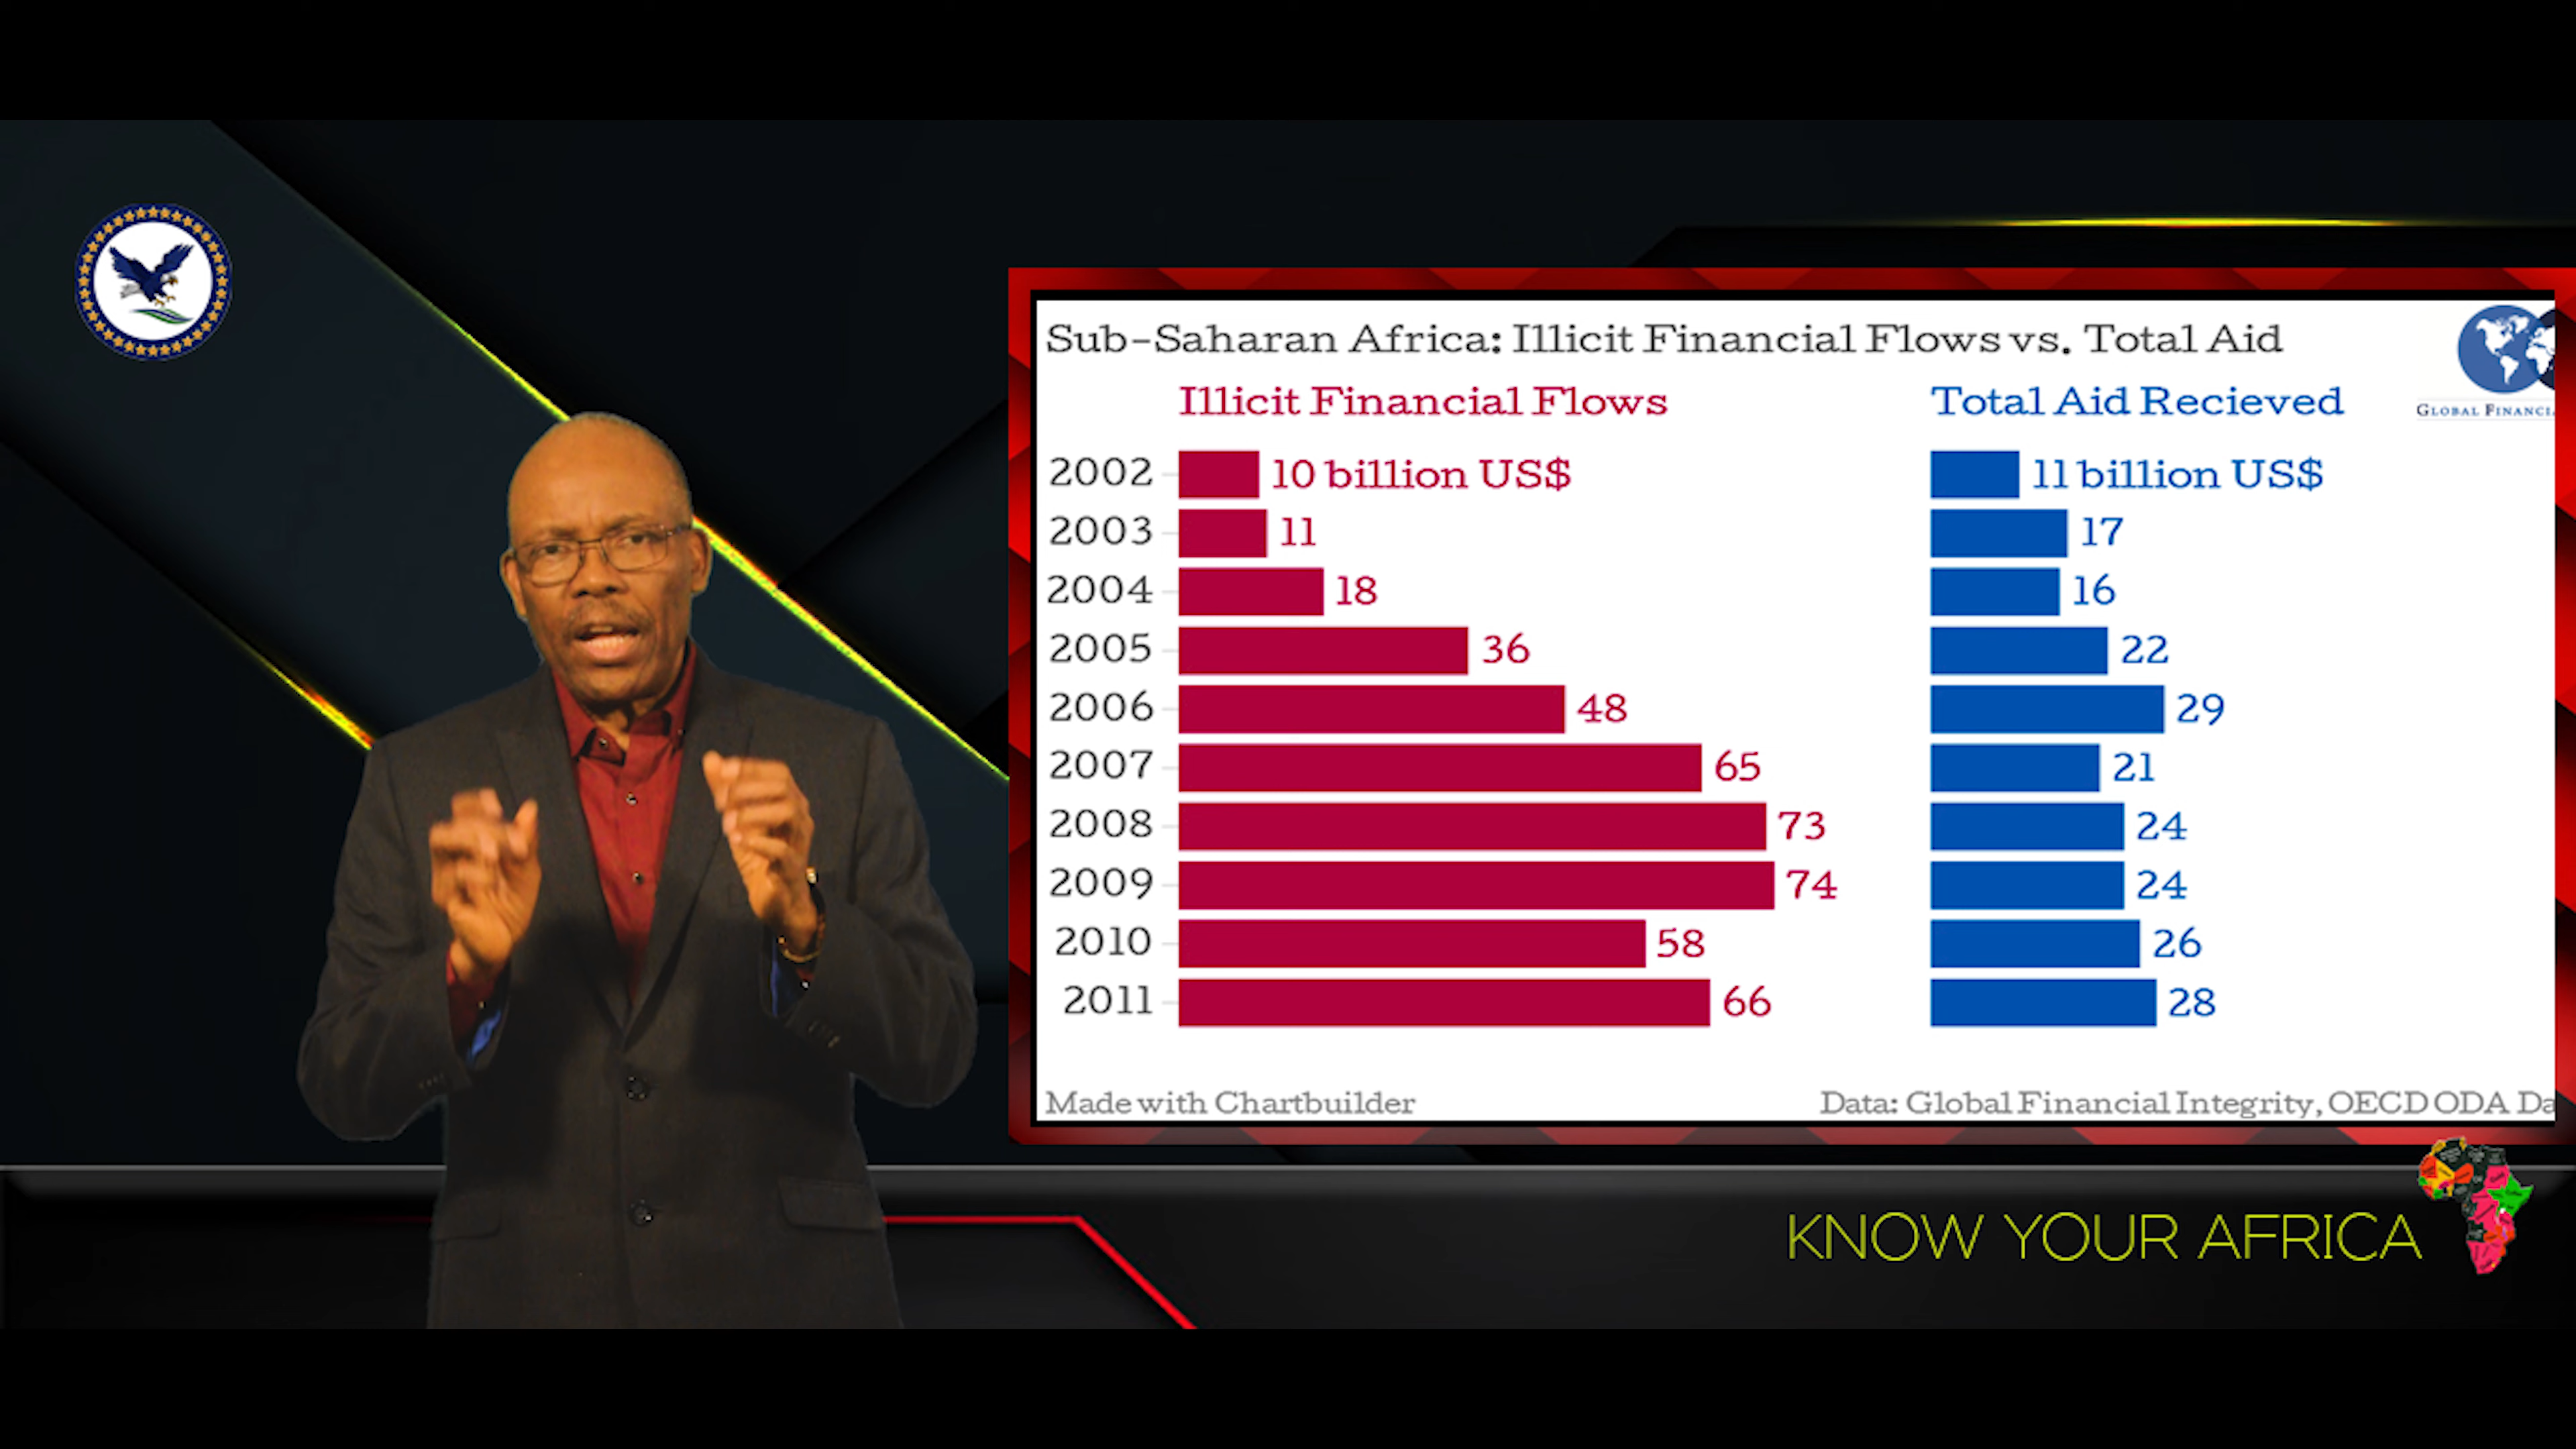 Sub-Saharan Africa: Illicit Financial Flows vs. Total Aid
Illicit Financial Flows
Total Aid Recieved
GLOBAL FINANCI
2002 10 billion US$ 11 billion US$
2003 11 17
2004 18 16
2005 36 22
2006 48 29
2007 65 21
2008 73 24
2009 74 24
2010 58 26
2011 66 28
Made with Chartbuilder
Data: Global Financial Integrity, OECD ODA Da
KNOW YOUR AFRICA